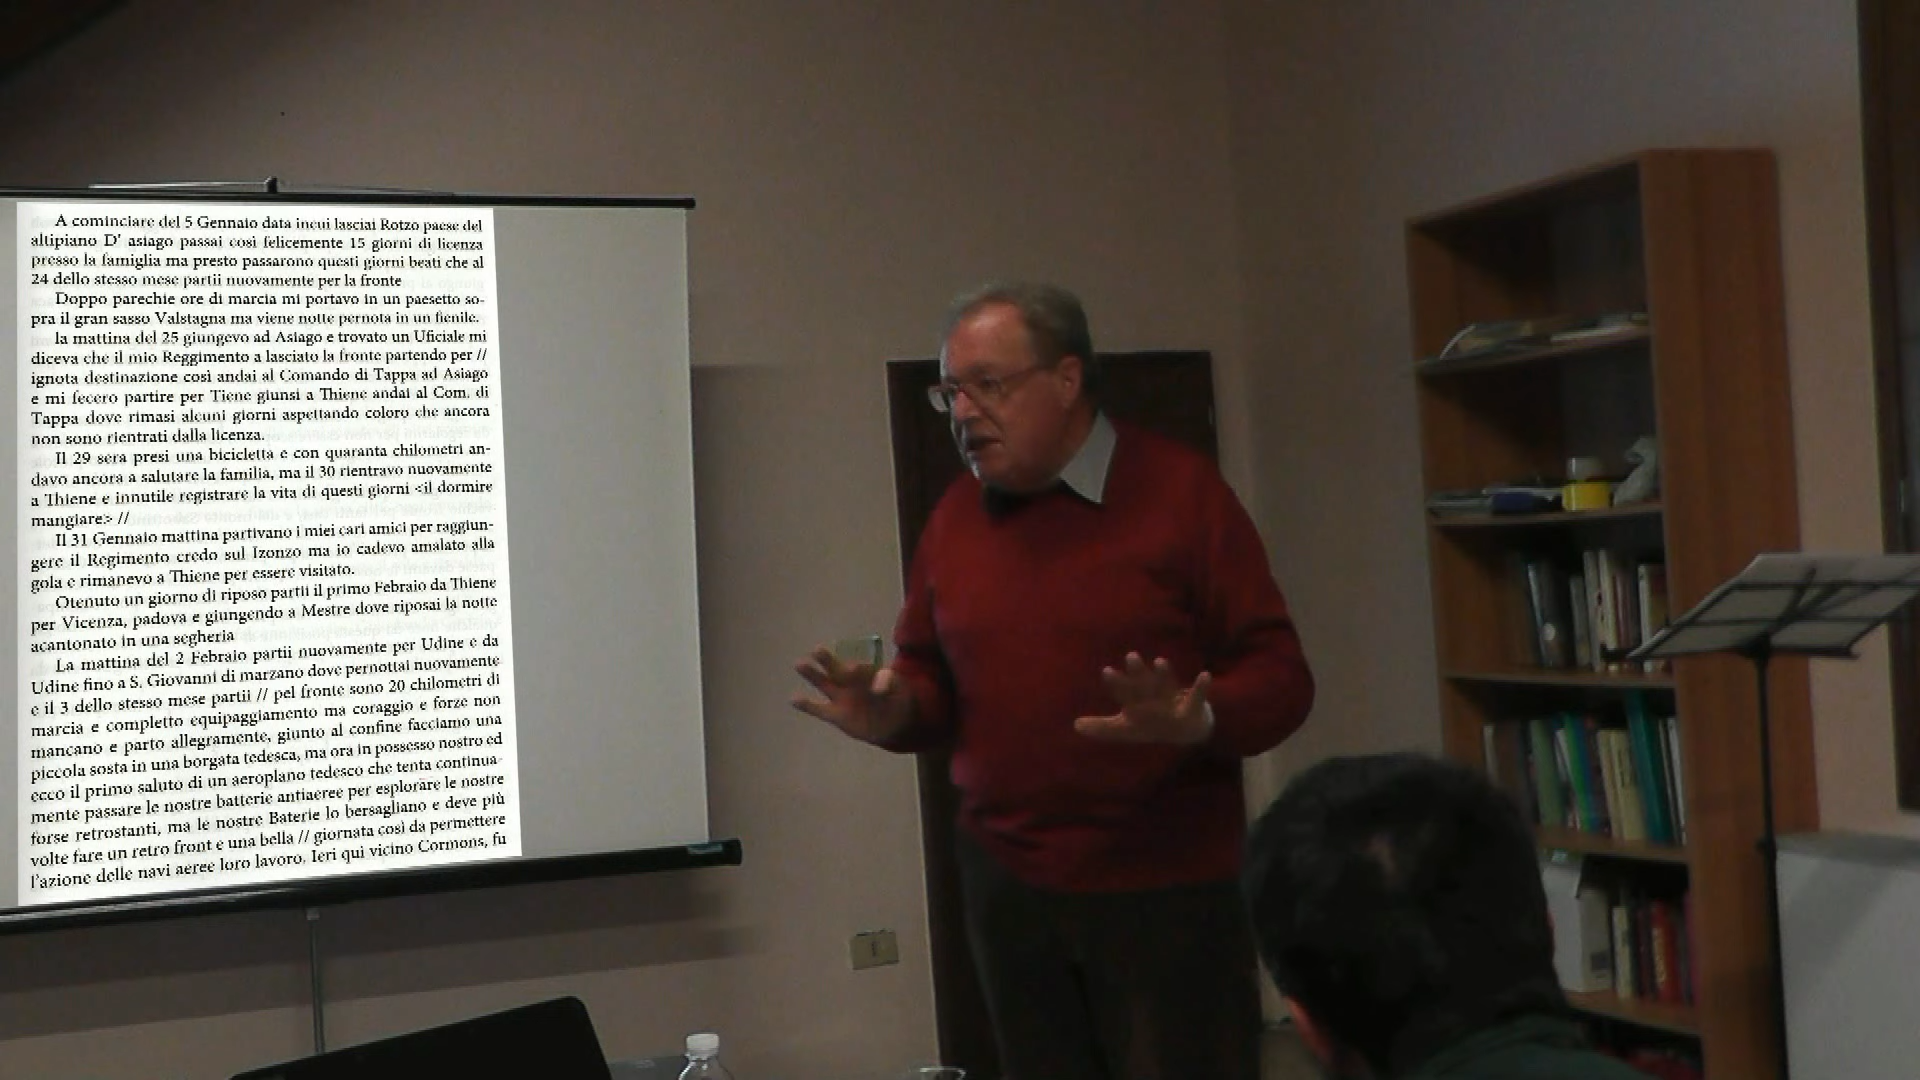 A cominciare del 5 Gennaio data incui lasciai Rotzo paese del
altipiano D' asiago passai così felicemente 15 giorni di licenza
presso la famiglia ma presto passarono questi giorni beati che al
24 dello stesso mese partii nuovamente per la fronte
Doppo parechie ore di marcia mi portavo in un paesetto so-
pra il gran sasso Valstagna ma viene notte pernota in un fienile.
la mattina del 25 giungevo ad Asiago e trovato un Uficiale mi
diceva che il mio Reggimento a lasciato la fronte partendo per //
ignota destinazione così andai al Comando di Tappa ad Asiago
e mi fecero partire per Tiene giunsi a Thiene andai al Com. di
Tappa dove rimasi alcuni giorni aspettando coloro che ancora
non sono rientrati dalla licenza.
Il 29 sera presi una bicicletta e con quaranta chilometri an-
davo ancora a salutare la familia, ma il 30 rientravo nuovamente
a Thiene e innutile registrare la vita di questi giorni <il dormire
mangiare> //
Il 31 Gennaio mattina partivano i miei cari amici per raggiun-
gere il Regimento credo sul Izonzo ma io cadevo amalato alla
gola e rimanevo a Thiene per essere visitato.
Otenuto un giorno di riposo partii il primo Febraio da Thiene
per Vicenza, padova e giungendo a Mestre dove riposai la notte
acantonato in una segheria
La mattina del 2 Febraio partii nuovamente per Udine e da
Udine fino a S. Giovanni di marzano dove pernottai nuovamente
e il 3 dello stesso mese partii // pel fronte sono 20 chilometri di
marcia e completto equipaggiamento ma coraggio e forze non
mancano e parto allegramente, giunto al confine facciamo una
piccola sosta in una borgata tedesca, ma ora in possesso nostro ed
ecco il primo saluto di un aeroplano tedesco che tenta continua-
mente passare le nostre batterie antiaeree per esplorare le nostre
forse retrostanti, ma le nostre Baterie lo bersagliano e deve più
volte fare un retro front e una bella // giornata così da permettere
l'azione delle navi aeree loro lavoro. Ieri qui vicino Cormons, fu